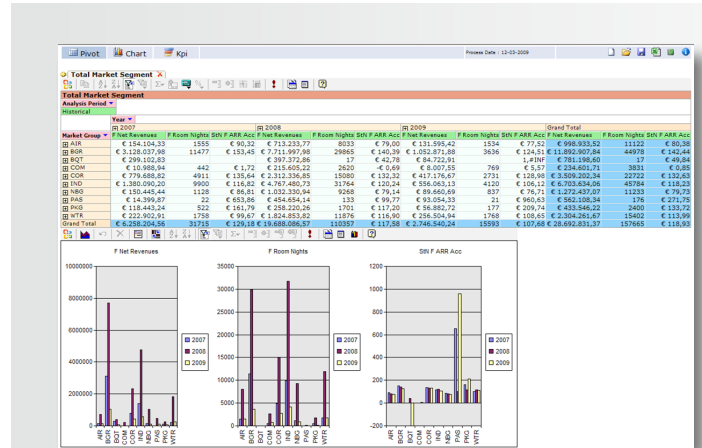 Pivot Chart Kpi Process Date : 12-03-2009
Total Market Segment
Total Market Segment
Analysis Period
Historical
Year
2007 2008 2009 Grand Total
Market Group F Net Revenues F Room Nights StN F ARR Acc F Net Revenues F Room Nights StN F ARR Acc F Net Revenues F Room Nights StN F ARR Acc F Net Revenues F Room Nights StN F ARR Acc
AIR € 154.104,33 1555 € 90,32 € 713.233,77 8033 € 79,00 € 131.595,42 1534 € 77,52 € 998.933,52 11122 € 80,38
BGR € 3.128.037,98 11477 € 153,45 € 7.711.997,98 29865 € 140,39 € 1.052.871,88 3636 € 124,51 € 11.892.907,84 44978 € 142,44
BQT € 299.102,83 € 397.372,86 17 € 42,78 € 84.722,91 1,#INF € 781.198,60 17 € 49,84
COM € 10.988,94 442 € 1,72 € 215.605,22 2620 € -0,69 € 8.007,55 769 € 5,57 € 234.601,71 3831 € 0,85
COR € 779.688,82 4911 € 135,64 € 2.312.236,85 15080 € 132,32 € 417.176,67 2731 € 128,98 € 3.509.202,34 22722 € 132,63
IND € 1.380.090,20 9900 € 116,82 € 4.767.480,73 31764 € 120,24 € 556.063,13 4120 € 106,12 € 6.703.634,06 45784 € 118,23
NBG € 150.445,44 1128 € 86,81 € 1.032.330,94 9268 € 79,14 € 89.660,69 837 € 76,71 € 1.272.437,07 11233 € 79,73
PAS € 14.399,87 22 € 653,86 € 454.654,14 133 € 99,77 € 93.054,33 21 € 960,63 € 562.108,34 176 € 271,75
PKG € 118.443,24 522 € 161,79 € 258.220,26 1701 € 117,20 € 56.882,72 177 € 209,74 € 433.546,22 2400 € 133,72
WTR € 222.902,91 1758 € 99,67 € 1.824.853,82 11876 € 116,90 € 256.504,94 1768 € 108,65 € 2.304.261,67 15402 € 113,99
Grand Total € 6.258.204,56 31715 € 129,18 € 19.688.086,57 110357 € 117,58 € 2.746.540,24 15593 € 107,68 € 28.692.831,37 157665 € 118,93
F Net Revenues F Room Nights StN F ARR Acc
10000000 35000 1200
8000000 30000 1000
6000000 25000 800
4000000 20000 600
2000000 15000 400
0 10000 200
5000 0
0 -200
2007 2007 2007
2008 2008 2008
2009 2009 2009
AIR BGR BQT COM COR IND NBG PAS PKG WTR
AIR BGR BQT COM COR IND NBG PAS PKG WTR
AIR BGR BQT COM COR IND NBG PAS PKG WTR